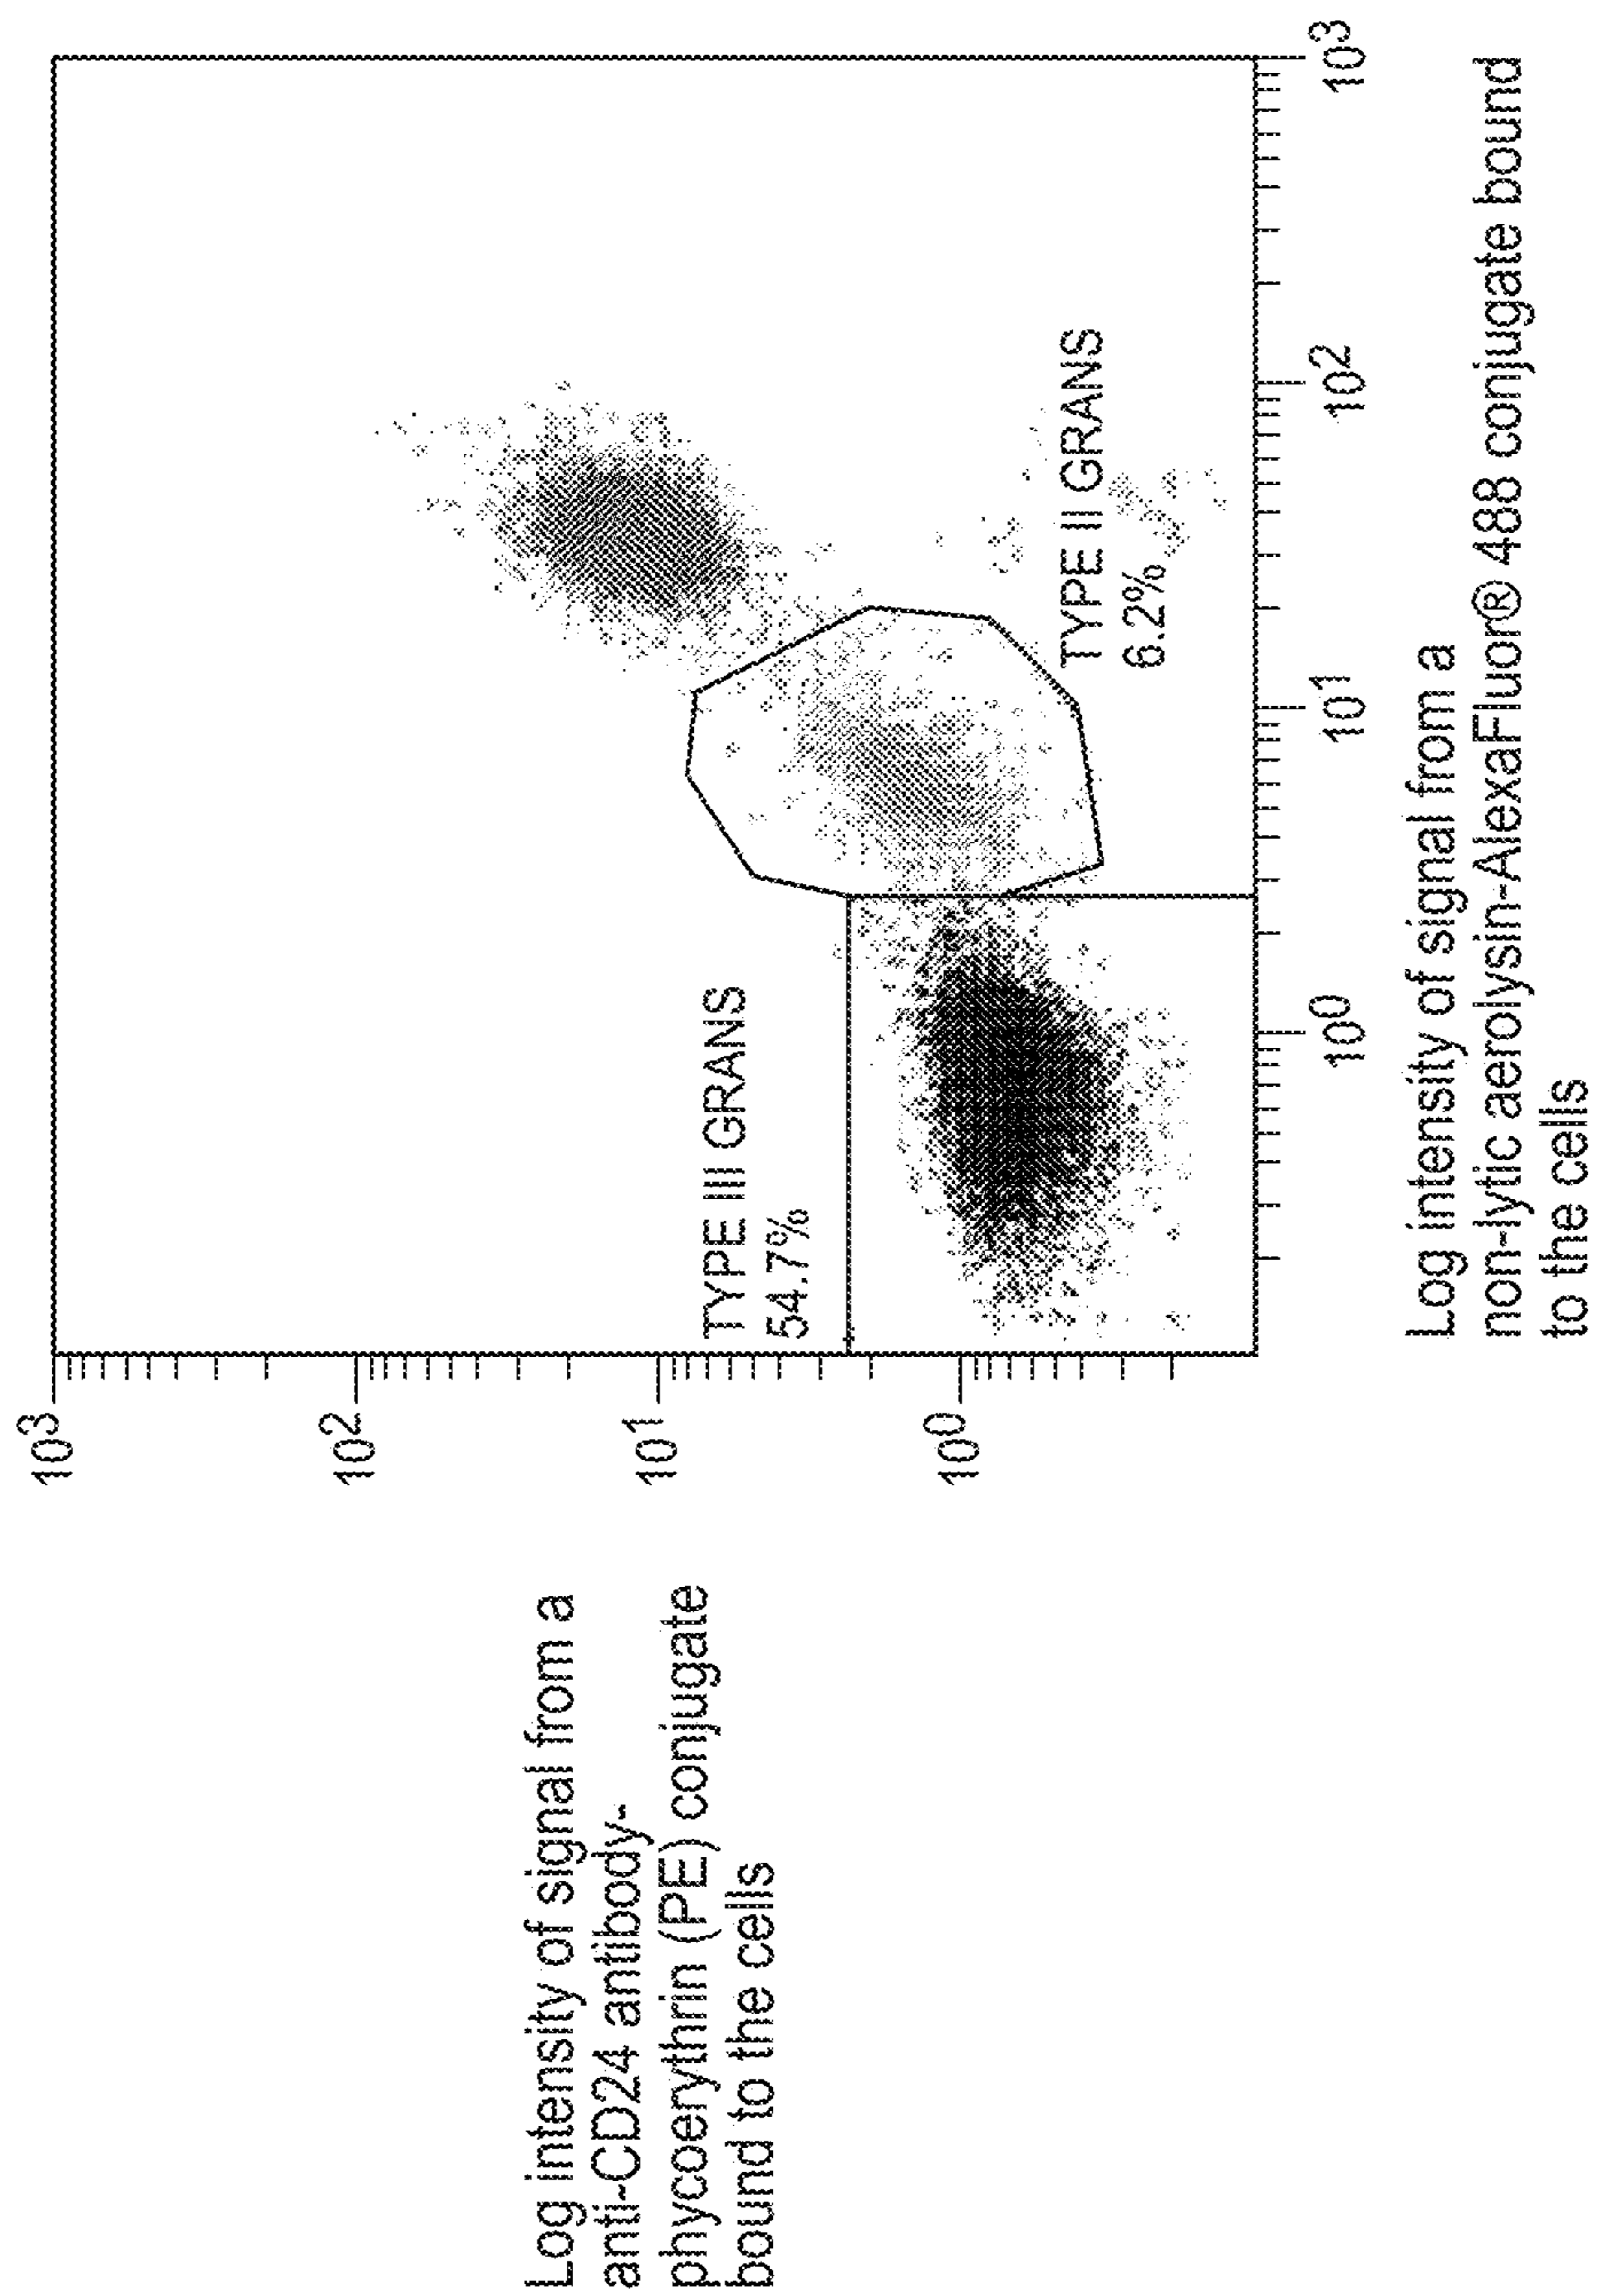 Log intensity of signal from a
anti-CD24 antibody-
phycoerythrin (PE) conjugate
bound to the cells
10³
10²
10¹
10⁰
TYPE III GRANS
54.7%
TYPE II GRANS
6.2%
10⁰
10¹
10²
10³
Log intensity of signal from a
non-lytic aerolysin-AlexaFluor® 488 conjugate bound
to the cells